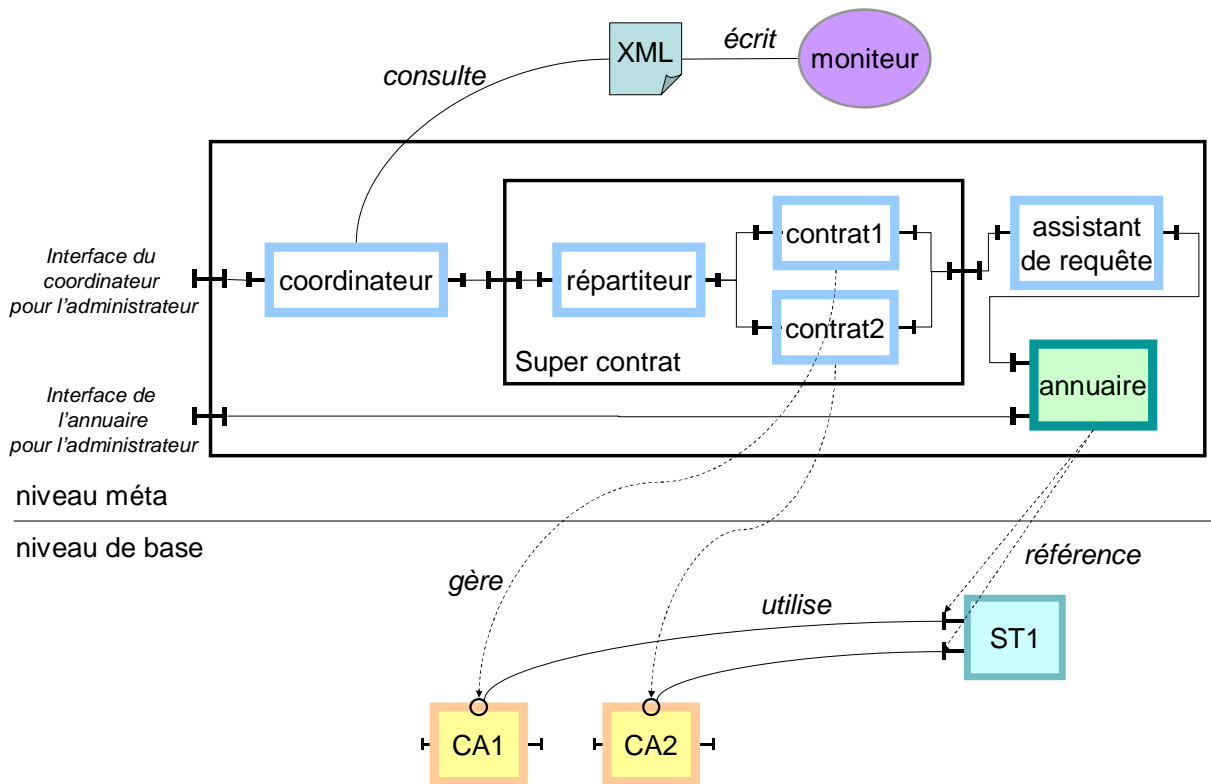 XML
écrit
moniteur
consulte
Interface du
coordinateur
pour l’administrateur
coordinateur
répartiteur
contrat1
contrat2
Super contrat
assistant
de requête
annuaire
Interface de
l’annuaire
pour l’administrateur
niveau méta
niveau de base
référence
gère
utilise
ST1
CA1
CA2